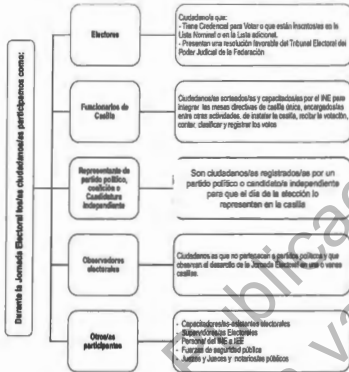 Durante la Jornada Electoral los/as ciudadanos/as participamos como:
Electores
Ciudadano/a que:
- Tiene Credencial para Votar o que están inscritos/as en la
Lista Nominal o en la Lista adicional.
- Presentan una resolución favorable del Tribunal Electoral del
Poder Judicial de la Federación
Funcionarios de
Casilla
Ciudadanos/as sorteados/as y capacitados/as por el INE para
integrar las mesas directivas de casilla única, encargados/as
entre otras actividades, de instalar la casilla, recibir la votación,
contar, clasificar y registrar los votos
Representante de
partido político,
coalición o
Candidatura
Independiente
Son ciudadanos/as registrados/as por un
partido político o candidato/a independiente
para que el día de la elección lo
representen en la casilla
Observadores
electorales
Ciudadanos/as que no pertenecen a partidos políticos y que
observan el desarrollo de la Jornada Electoral en una o varias
casillas.
Otros/as
participantes
- Capacitadores/as-asistentes electorales
- Supervisores/as Electorales
- Personal del INE o IEE
- Fuerzas de seguridad pública
- Juezas y Jueces y notarios/as públicos
Publicac